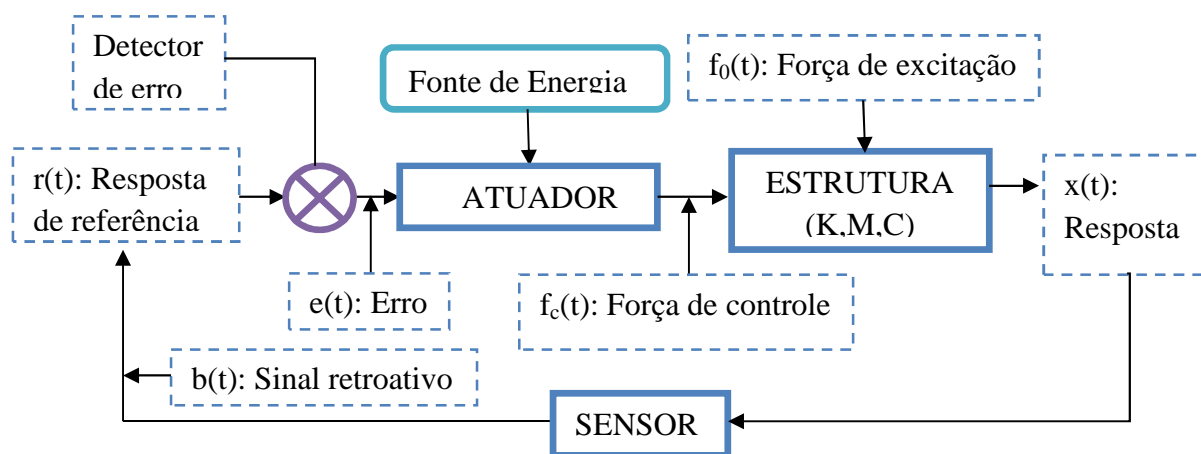 Detector
de erro
Fonte de Energia
f₀(t): Força de excitação
r(t): Resposta
de referência
ATUADOR
ESTRUTURA
(K,M,C)
x(t):
Resposta
e(t): Erro
f_c(t): Força de controle
b(t): Sinal retroativo
SENSOR